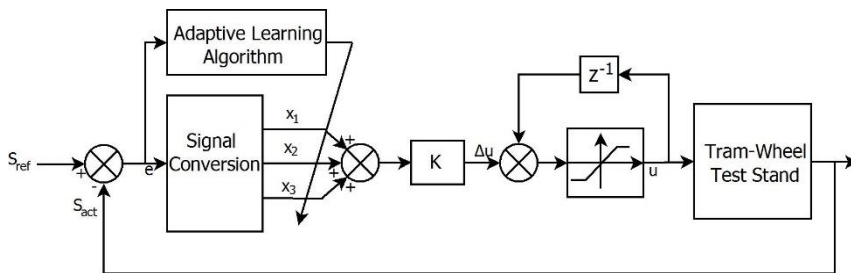 Adaptive Learning
Algorithm
z⁻¹
x₁
+
Signal
Conversion
Tram-Wheel
Test Stand
S_ref
+
e
x₂
+
K
Δu
u
-
x₃
+
S_act